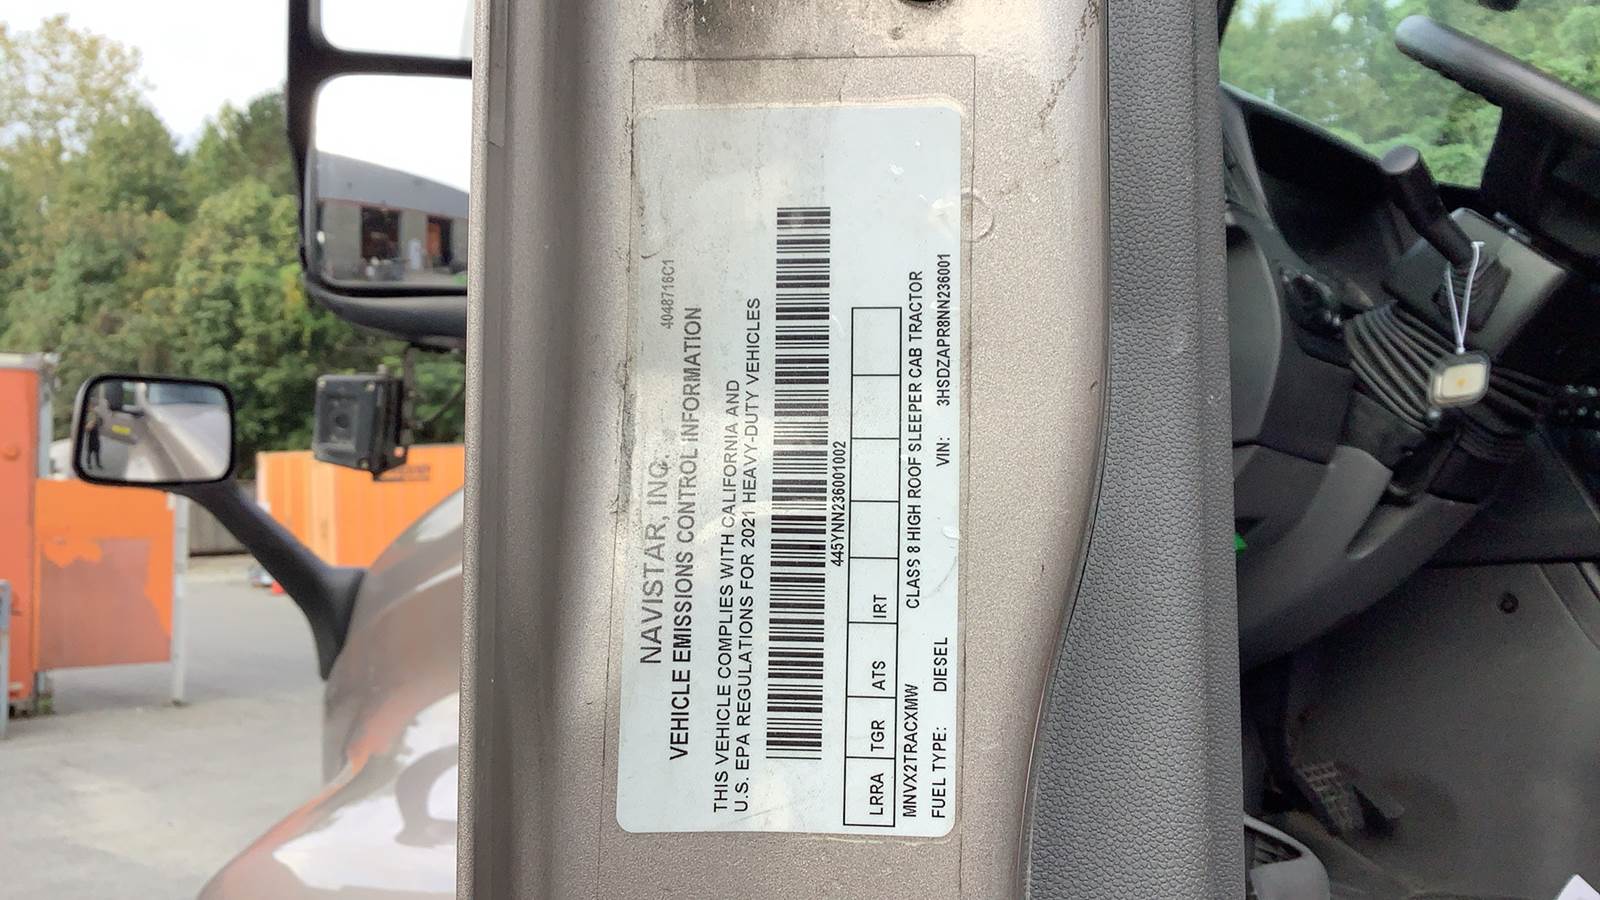 4048716C1
NAVISTAR, INC.
VEHICLE EMISSIONS CONTROL INFORMATION
THIS VEHICLE COMPLIES WITH CALIFORNIA AND
U.S. EPA REGULATIONS FOR 2021 HEAVY-DUTY VEHICLES
445YNN236001002
LRRA TGR ATS IRT
MNVX2TRACXMW CLASS 8 HIGH ROOF SLEEPER CAB TRACTOR
FUEL TYPE: DIESEL VIN: 3HSDZAPR8NN236001